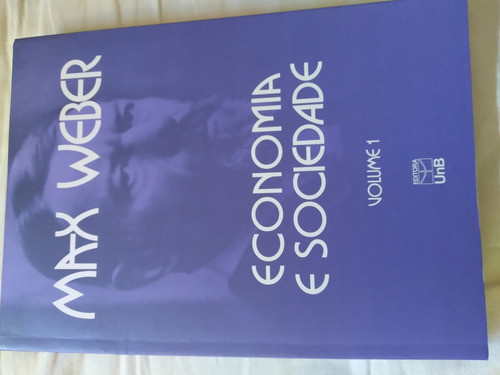 MAX WEBER
ECONOMIA
E SOCIEDADE
VOLUME 1
EDITORA
UnB